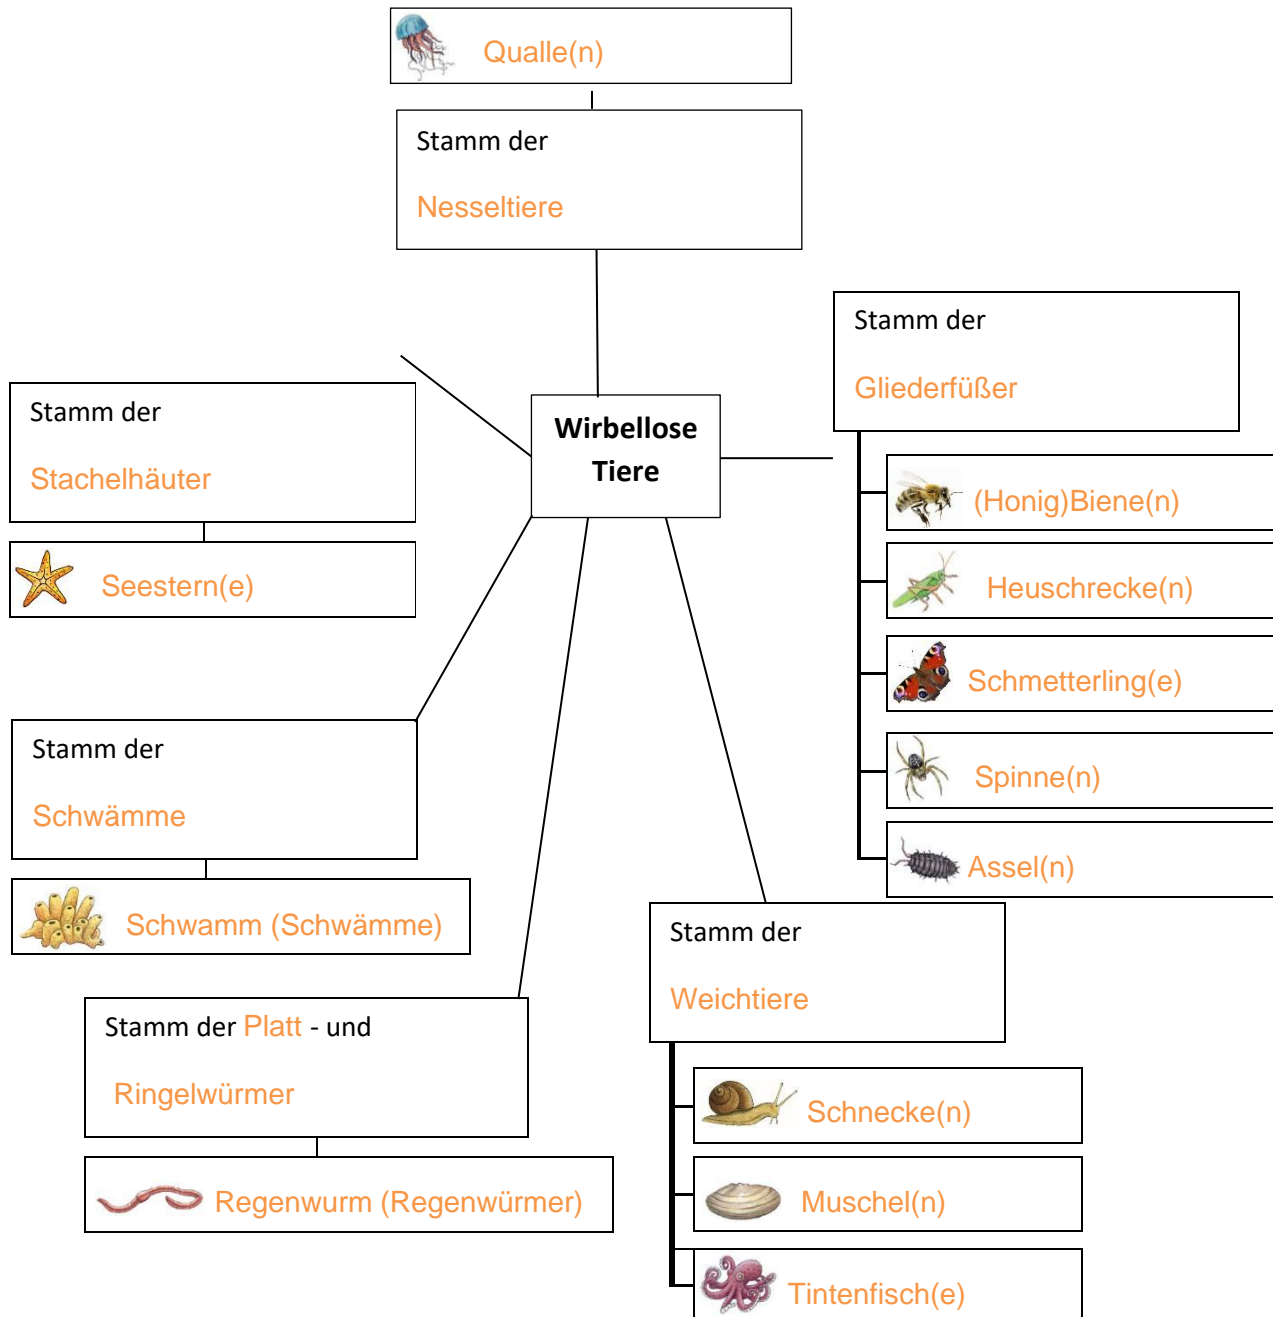 Qualle(n)
Stamm der
Nesseltiere
Stamm der
Gliederfüßer
(Honig)Biene(n)
Heuschrecke(n)
Schmetterling(e)
Spinne(n)
Assel(n)
Wirbellose
Tiere
Stamm der
Stachelhäuter
Seestern(e)
Stamm der
Schwämme
Schwamm (Schwämme)
Stamm der Platt - und
Ringelwürmer
Regenwurm (Regenwürmer)
Stamm der
Weichtiere
Schnecke(n)
Muschel(n)
Tintenfisch(e)